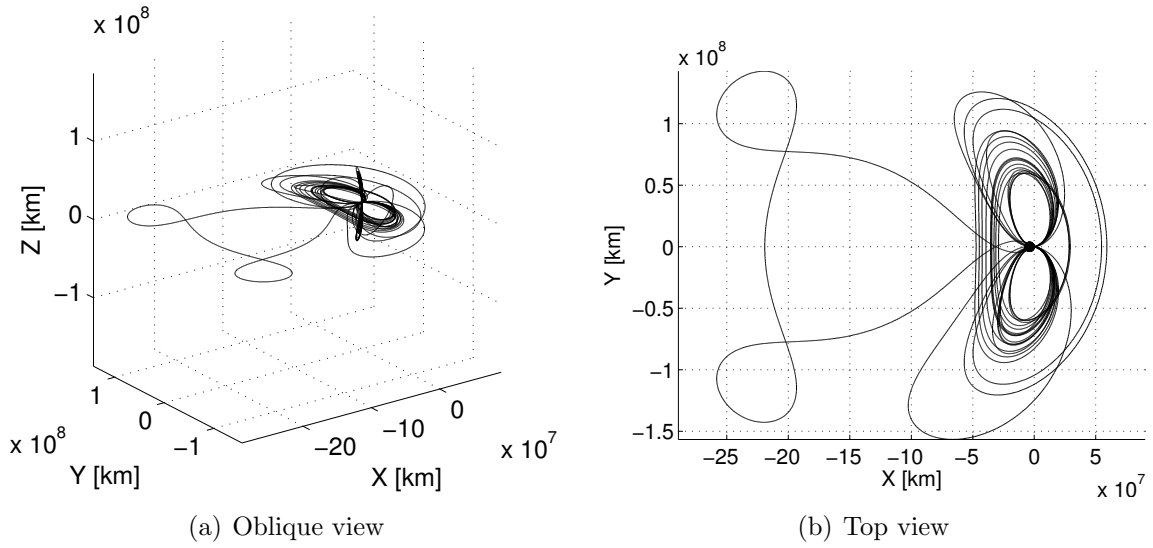 x 10^8
1
0
−1
Z [km]
1
0
−1
x 10^8
Y [km]
−20
−10
0
x 10^7
X [km]
(a) Oblique view
x 10^8
1
0.5
0
−0.5
−1
−1.5
Y [km]
−25 −20 −15 −10 −5 0 5
X [km]
x 10^7
(b) Top view